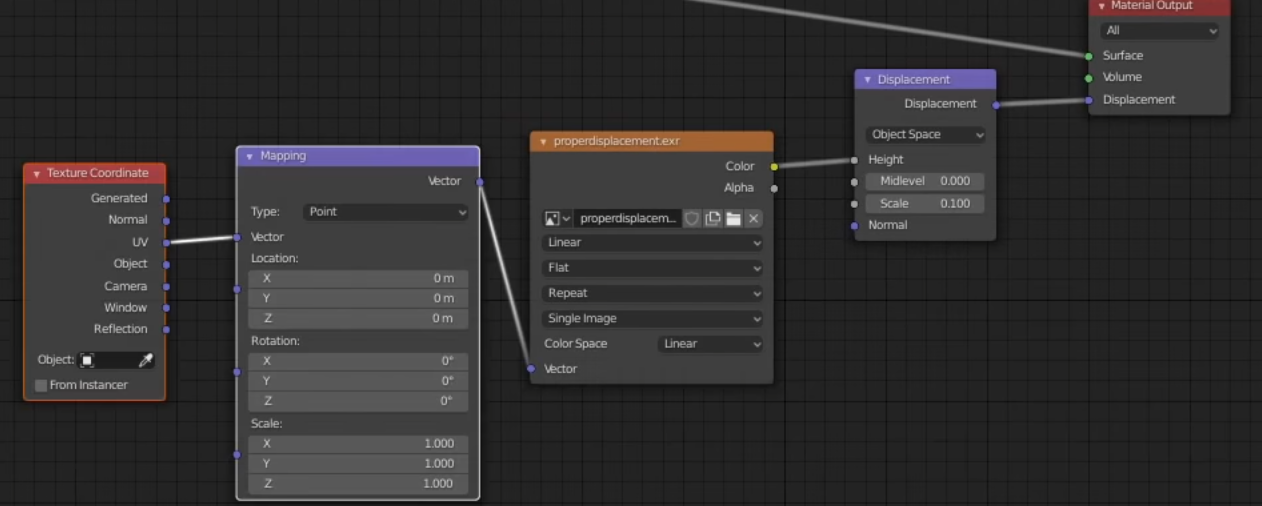 Material Output
All
Surface
Volume
Displacement
Displacement
Displacement
Object Space
Height
Midlevel 0.000
Scale 0.100
Normal
properdisplacement.exr
Color
Alpha
properdisplacem...
Linear
Flat
Repeat
Single Image
Color Space Linear
Vector
Mapping
Vector
Type: Point
Vector
Location:
X 0 m
Y 0 m
Z 0 m
Rotation:
X 0°
Y 0°
Z 0°
Scale:
X 1.000
Y 1.000
Z 1.000
Texture Coordinate
Generated
Normal
UV
Object
Camera
Window
Reflection
Object:
From Instancer